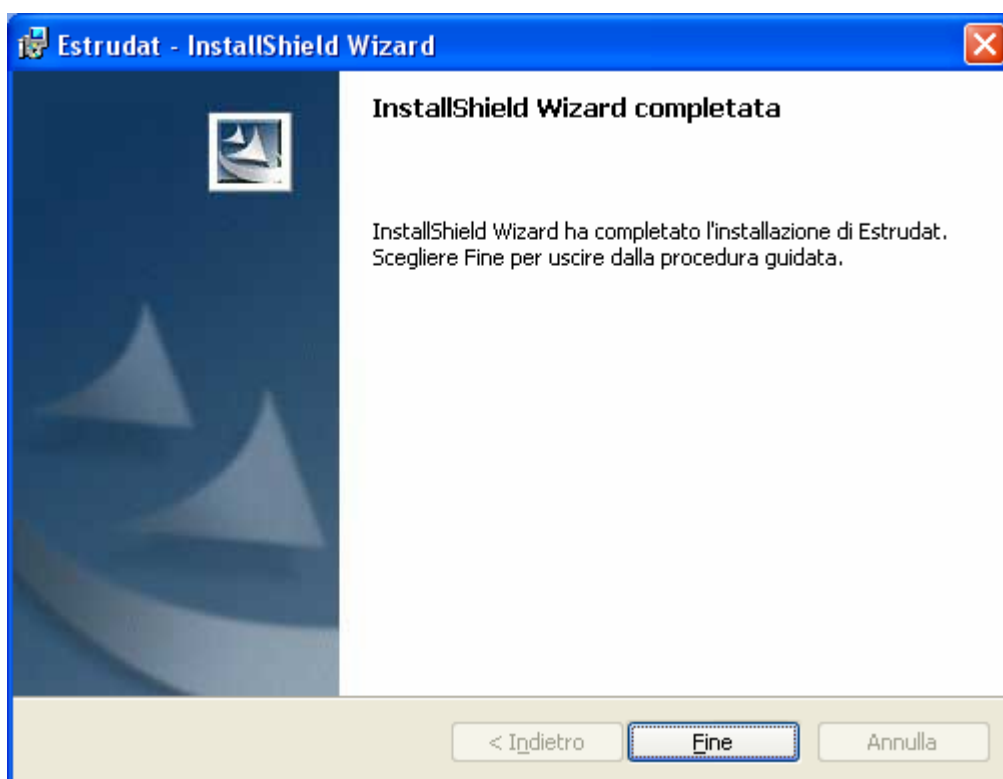 Estrudat - InstallShield Wizard
InstallShield Wizard completata
InstallShield Wizard ha completato l'installazione di Estrudat.
Scegliere Fine per uscire dalla procedura guidata.
< Indietro
Fine
Annulla